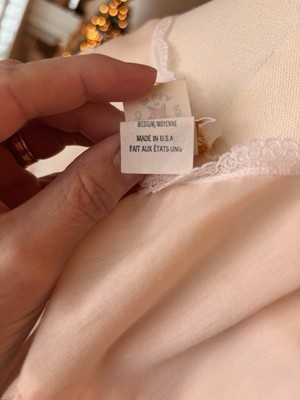 MEDIUM/MOYENNE
MADE IN U.S.A.
FAIT AUX ÉTATS-UNIS